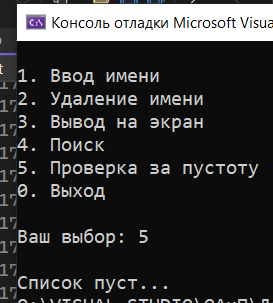 Консоль отладки Microsoft Visua
1. Ввод имени
2. Удаление имени
3. Вывод на экран
4. Поиск
5. Проверка за пустоту
0. Выход
Ваш выбор: 5
Список пуст...